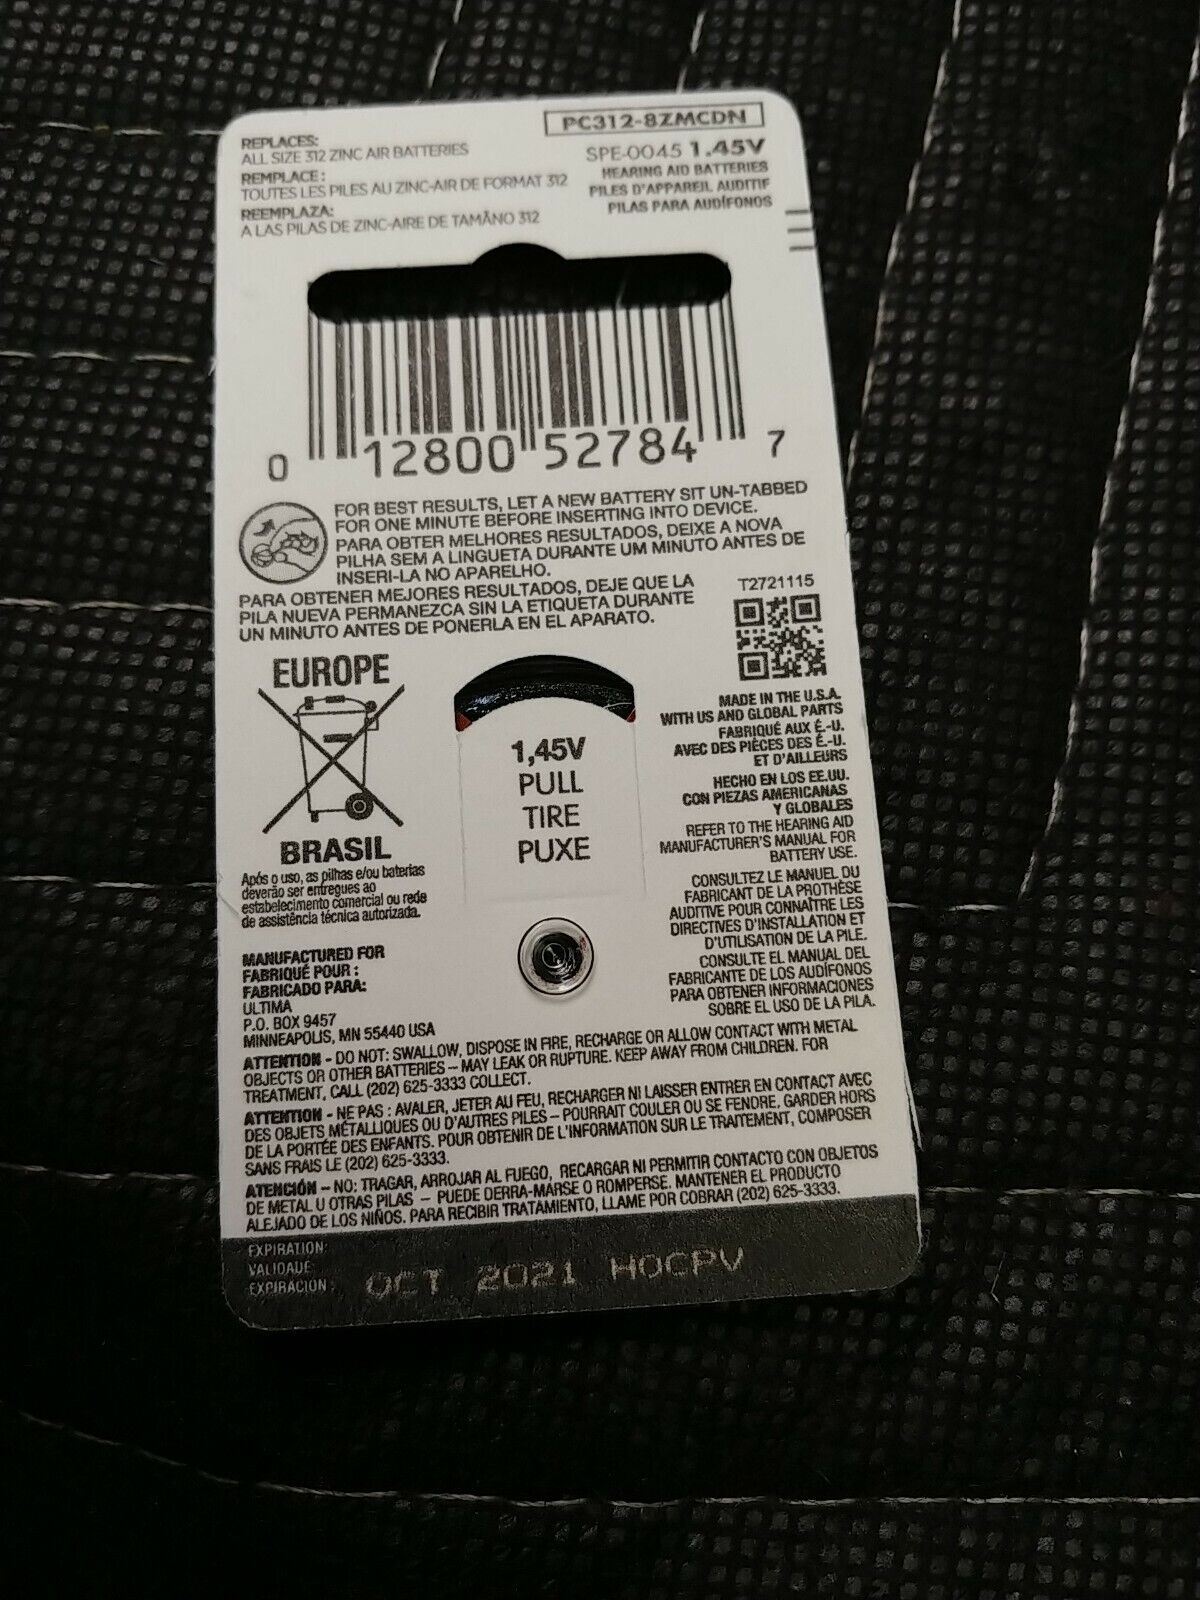 REPLACES:
ALL SIZE 312 ZINC AIR BATTERIES
REMPLACE :
TOUTES LES PILES AU ZINC-AIR DE FORMAT 312
REEMPLAZA:
A LAS PILAS DE ZINC-AIRE DE TAMAÑO 312
PC312-8ZMCDN
SPE-0045 1.45V
HEARING AID BATTERIES
PILES D'APPAREIL AUDITIF
PILAS PARA AUDÍFONOS
0 12800 52784 7
FOR BEST RESULTS, LET A NEW BATTERY SIT UN-TABBED
FOR ONE MINUTE BEFORE INSERTING INTO DEVICE.
PARA OBTER MELHORES RESULTADOS, DEIXE A NOVA
PILHA SEM A LINGUETA DURANTE UM MINUTO ANTES DE
INSERI-LA NO APARELHO.
PARA OBTENER MEJORES RESULTADOS, DEJE QUE LA
PILA NUEVA PERMANEZCA SIN LA ETIQUETA DURANTE
UN MINUTO ANTES DE PONERLA EN EL APARATO.
T2721115
EUROPE
BRASIL
Após o uso, as pilhas e/ou baterias
deverão ser entregues ao
estabelecimento comercial ou rede
de assistência técnica autorizada.
1,45V
PULL
TIRE
PUXE
MADE IN THE U.S.A.
WITH US AND GLOBAL PARTS
FABRIQUÉ AUX É.-U.
AVEC DES PIÈCES DES É.-U.
ET D'AILLEURS
HECHO EN LOS EE.UU.
CON PIEZAS AMERICANAS
Y GLOBALES
REFER TO THE HEARING AID
MANUFACTURER'S MANUAL FOR
BATTERY USE.
CONSULTEZ LE MANUEL DU
FABRICANT DE LA PROTHÈSE
AUDITIVE POUR CONNAÎTRE LES
DIRECTIVES D'INSTALLATION ET
D'UTILISATION DE LA PILE.
CONSULTE EL MANUAL DEL
FABRICANTE DE LOS AUDÍFONOS
PARA OBTENER INFORMACIONES
SOBRE EL USO DE LA PILA.
MANUFACTURED FOR
FABRIQUÉ POUR :
FABRICADO PARA:
ULTIMA
P.O. BOX 9457
MINNEAPOLIS, MN 55440 USA
ATTENTION - DO NOT: SWALLOW, DISPOSE IN FIRE, RECHARGE OR ALLOW CONTACT WITH METAL
OBJECTS OR OTHER BATTERIES – MAY LEAK OR RUPTURE. KEEP AWAY FROM CHILDREN. FOR
TREATMENT, CALL (202) 625-3333 COLLECT.
ATTENTION - NE PAS : AVALER, JETER AU FEU, RECHARGER NI LAISSER ENTRER EN CONTACT AVEC
DES OBJETS MÉTALLIQUES OU D'AUTRES PILES – POURRAIT COULER OU SE FENDRE. GARDER HORS
DE LA PORTÉE DES ENFANTS. POUR OBTENIR DE L'INFORMATION SUR LE TRAITEMENT, COMPOSER
SANS FRAIS LE (202) 625-3333.
ATENCIÓN – NO: TRAGAR, ARROJAR AL FUEGO, RECARGAR NI PERMITIR CONTACTO CON OBJETOS
DE METAL U OTRAS PILAS – PUEDE DERRA-MARSE O ROMPERSE. MANTENER EL PRODUCTO
ALEJADO DE LOS NIÑOS. PARA RECIBIR TRATAMIENTO, LLAME POR COBRAR (202) 625-3333.
EXPIRATION:
VALIDADE:
EXPIRACIÓN:
OCT 2021 H0CPV